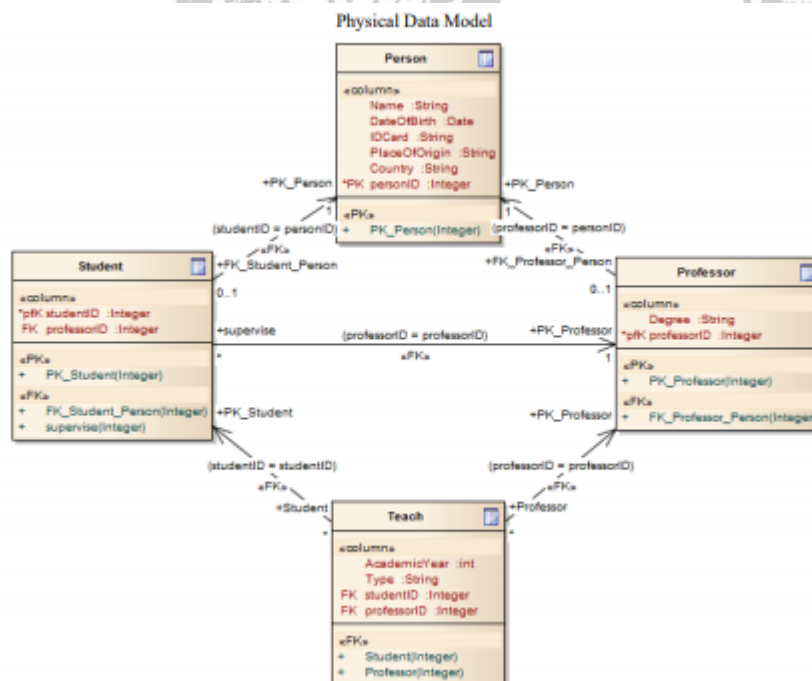 Physical Data Model
Person
«column»
Name :String
DateOfBirth :Date
IDCard :String
PlaceOfOrigin :String
Country :String
*PK personID :Integer
«PK»
+ PK_Person(Integer)
+PK_Person
1
(studentID = personID)
«FK»
+FK_Student_Person
0..1
+PK_Person
1
(professorID = personID)
«FK»
+FK_Professor_Person
0..1
Student
«column»
*pfK studentID :Integer
FK professorID :Integer
«PK»
+ PK_Student(Integer)
«FK»
+ FK_Student_Person(Integer)
+ supervise(Integer)
+supervise
*
(professorID = professorID)
«FK»
+PK_Professor
1
Professor
«column»
Degree :String
*pfK professorID :Integer
«PK»
+ PK_Professor(Integer)
«FK»
+ FK_Professor_Person(Integer
+PK_Student
(studentID = studentID)
«FK»
+Student
*
+PK_Professor
(professorID = professorID)
«FK»
+Professor
*
Teach
«column»
AcademicYear :int
Type :String
FK studentID :Integer
FK professorID :Integer
«FK»
+ Student(Integer)
+ Professor(Integer)